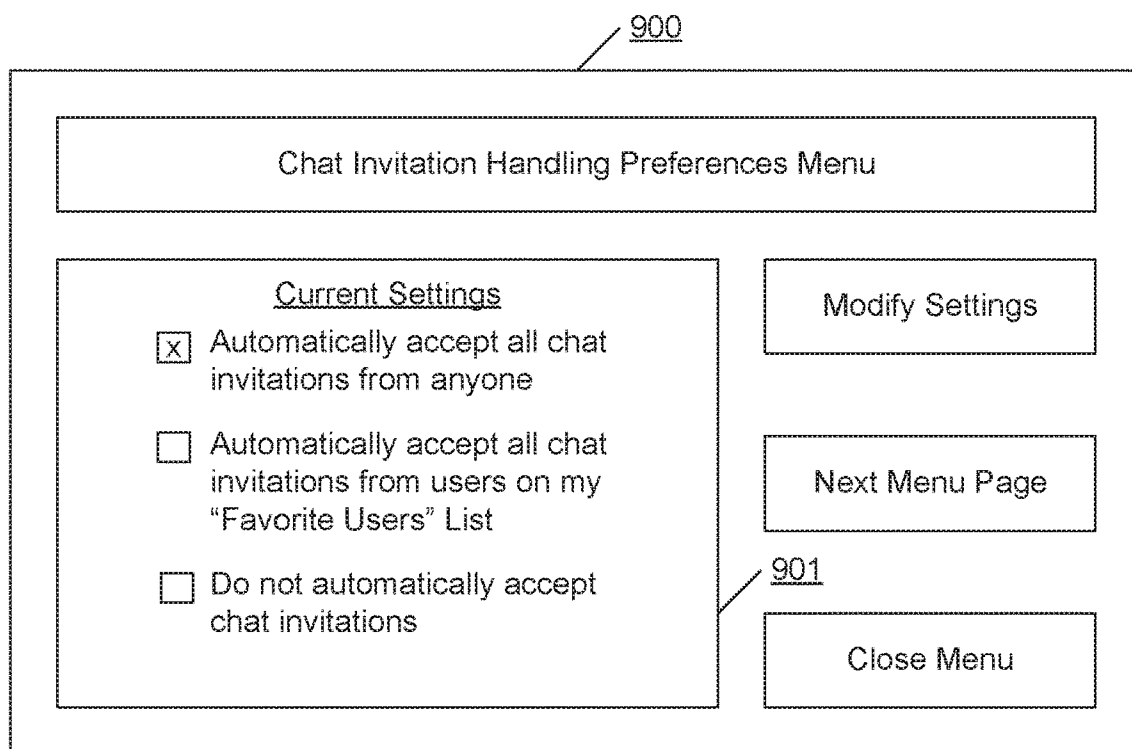 900
Chat Invitation Handling Preferences Menu
Current Settings
x Automatically accept all chat
invitations from anyone
Automatically accept all chat
invitations from users on my
“Favorite Users” List
Do not automatically accept
chat invitations
901
Modify Settings
Next Menu Page
Close Menu